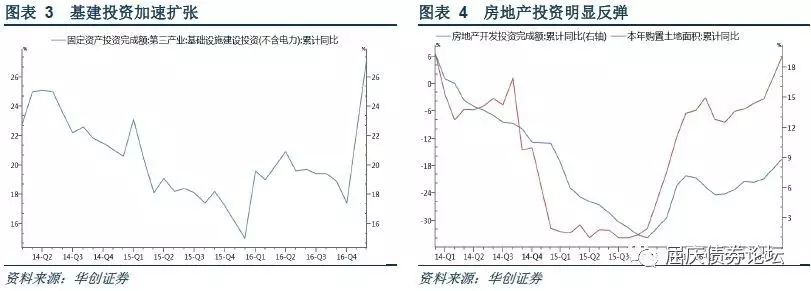 图表 3 基建投资加速扩张
%
固定资产投资完成额:第三产业:基础设施建设投资(不含电力):累计同比
%
26 26
24 24
22 22
20 20
18 18
16 16
14-Q2 14-Q3 14-Q4 15-Q1 15-Q2 15-Q3 15-Q4 16-Q1 16-Q2 16-Q3 16-Q4
资料来源：华创证券
图表 4 房地产投资明显反弹
%
房地产开发投资完成额:累计同比(右轴) 本年购置土地面积:累计同比
%
6
0
-6
-12
-18
-24
-30
18
15
12
9
6
3
14-Q1 14-Q2 14-Q3 14-Q4 15-Q1 15-Q2 15-Q3 15-Q4 16-Q1 16-Q2
资料来源：华创证券
屈庆债券论坛